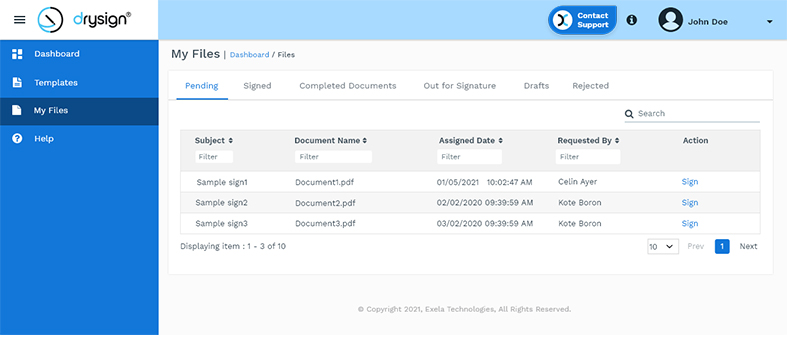 drysign®
Contact
Support
John Doe
Dashboard
Templates
My Files
Help
My Files | Dashboard / Files
Pending Signed Completed Documents Out for Signature Drafts Rejected
Search
Subject Document Name Assigned Date Requested By Action
Filter Filter Filter Filter
Sample sign1 Document1.pdf 01/05/2021 10:02:47 AM Celin Ayer Sign
Sample sign2 Document2.pdf 02/02/2020 09:39:59 AM Kote Boron Sign
Sample sign3 Document3.pdf 03/02/2020 09:39:59 AM Kote Boron Sign
Displaying item : 1 - 3 of 10 10 Prev 1 Next
© Copyright 2021, Exela Technologies, All Rights Reserved.